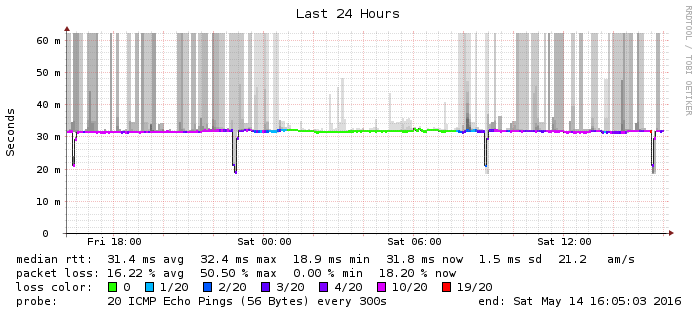 Last 24 Hours
RRDTOOL / TOBI OETIKER
Seconds
60 m
50 m
40 m
30 m
20 m
10 m
0
Fri 18:00 Sat 00:00 Sat 06:00 Sat 12:00
median rtt: 31.4 ms avg 32.4 ms max 18.9 ms min 31.8 ms now 1.5 ms sd 21.2 am/s
packet loss: 16.22 % avg 50.50 % max 0.00 % min 18.20 % now
loss color: 0 1/20 2/20 3/20 4/20 10/20 19/20
probe: 20 ICMP Echo Pings (56 Bytes) every 300s end: Sat May 14 16:05:03 2016